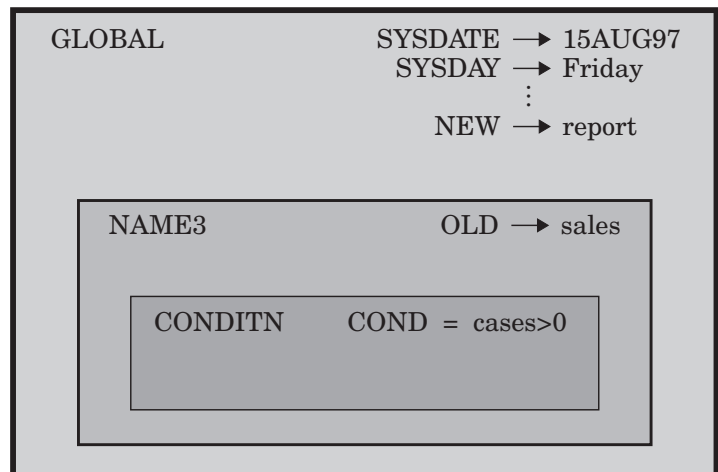 GLOBAL SYSDATE → 15AUG97
SYSDAY → Friday
⋮
NEW → report
NAME3 OLD → sales
CONDITN COND = cases>0